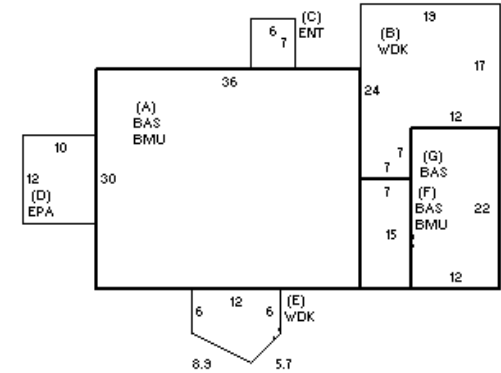 19
(C)
ENT
6
7
(B)
WDK
17
36
24
(A)
BAS
BMU
12
10
7
(G)
BAS
7
12
30
7
(D)
EPA
(F)
BAS
BMU
22
15
12
6
12
6
(E)
WDK
8.9
5.7